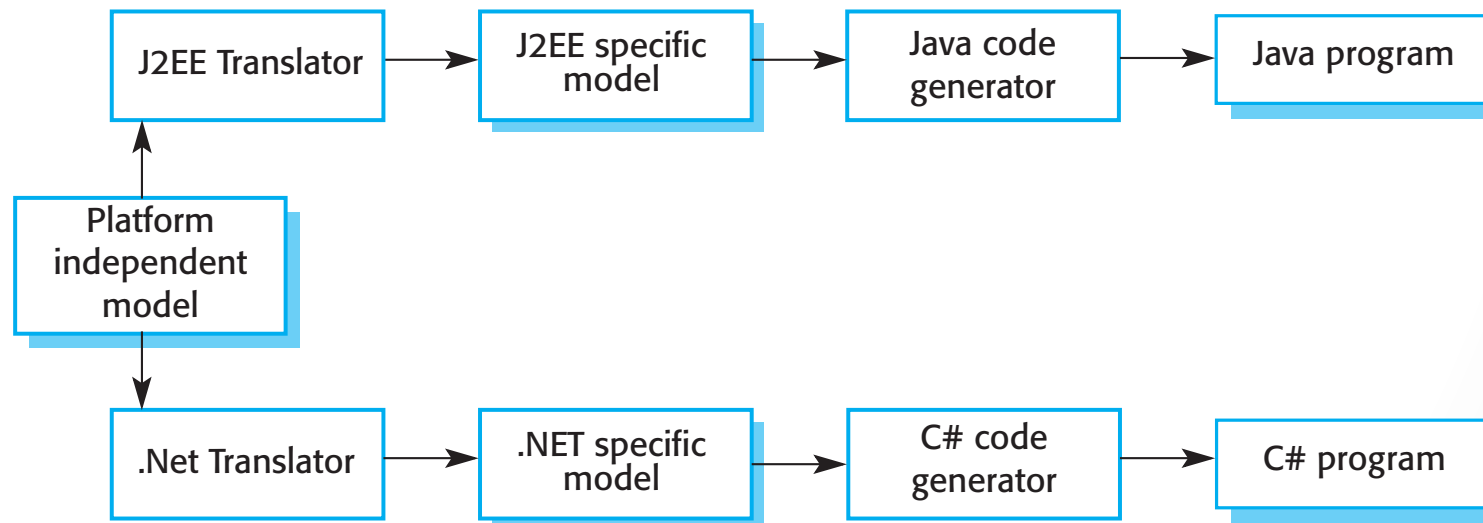 J2EE Translator
J2EE specific
model
Java code
generator
Java program
Platform
independent
model
.Net Translator
.NET specific
model
C# code
generator
C# program